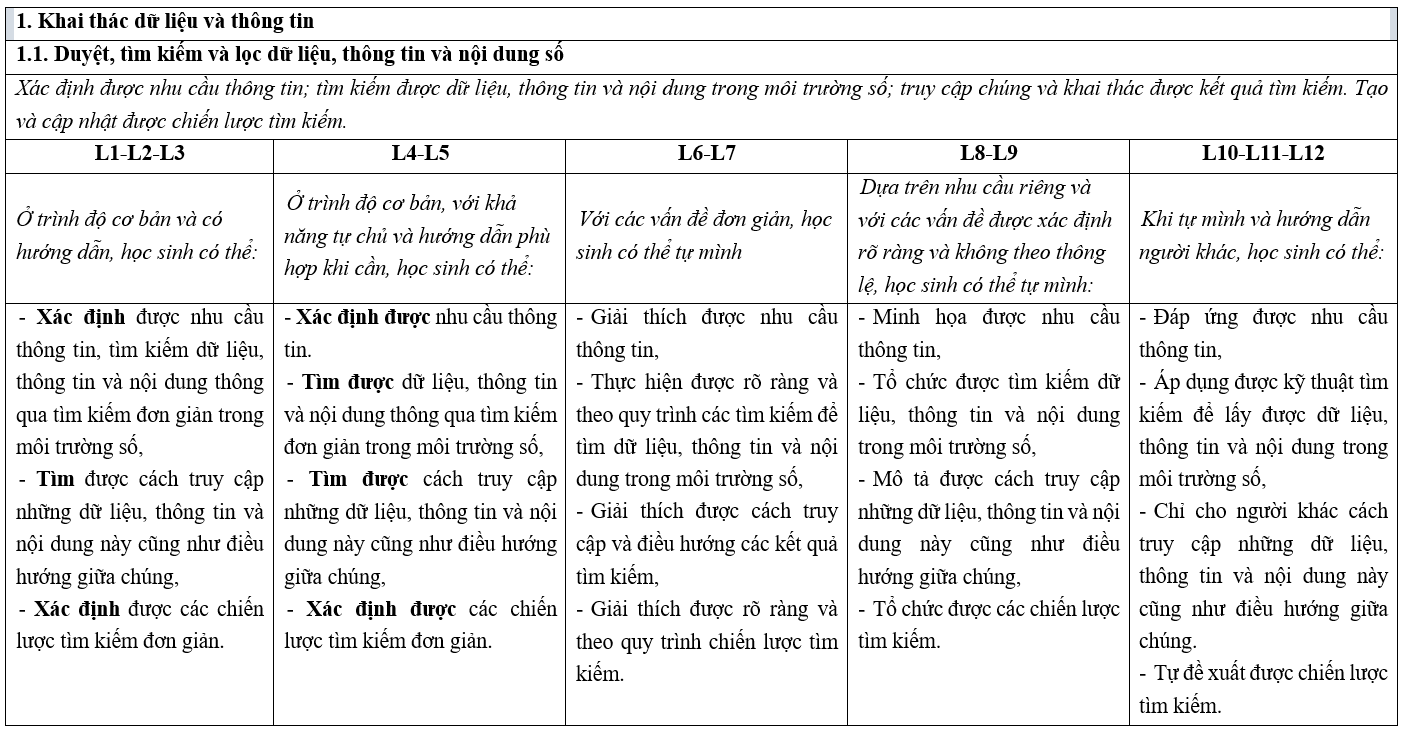 1. Khai thác dữ liệu và thông tin
1.1. Duyệt, tìm kiếm và lọc dữ liệu, thông tin và nội dung số
Xác định được nhu cầu thông tin; tìm kiếm được dữ liệu, thông tin và nội dung trong môi trường số; truy cập chúng và khai thác được kết quả tìm kiếm. Tạo
và cập nhật được chiến lược tìm kiếm.
L1-L2-L3
L4-L5
L6-L7
L8-L9
L10-L11-L12
Ở trình độ cơ bản và có
hướng dẫn, học sinh có thể:
Ở trình độ cơ bản, với khả
năng tự chủ và hướng dẫn phù
hợp khi cần, học sinh có thể:
Với các vấn đề đơn giản, học
sinh có thể tự mình
Dựa trên nhu cầu riêng và
với các vấn đề được xác định
rõ ràng và không theo thông
lệ, học sinh có thể tự mình:
Khi tự mình và hướng dẫn
người khác, học sinh có thể:
- Xác định được nhu cầu
thông tin, tìm kiếm dữ liệu,
thông tin và nội dung thông
qua tìm kiếm đơn giản trong
môi trường số,
- Tìm được cách truy cập
những dữ liệu, thông tin và
nội dung này cũng như điều
hướng giữa chúng,
- Xác định được các chiến
lược tìm kiếm đơn giản.
- Xác định được nhu cầu thông
tin.
- Tìm được dữ liệu, thông tin
và nội dung thông qua tìm kiếm
đơn giản trong môi trường số,
- Tìm được cách truy cập
những dữ liệu, thông tin và nội
dung này cũng như điều hướng
giữa chúng,
- Xác định được các chiến
lược tìm kiếm đơn giản.
- Giải thích được nhu cầu
thông tin,
- Thực hiện được rõ ràng và
theo quy trình các tìm kiếm để
tìm dữ liệu, thông tin và nội
dung trong môi trường số,
- Giải thích được cách truy
cập và điều hướng các kết quả
tìm kiếm,
- Giải thích được rõ ràng và
theo quy trình chiến lược tìm
kiếm.
- Minh họa được nhu cầu
thông tin,
- Tổ chức được tìm kiếm dữ
liệu, thông tin và nội dung
trong môi trường số,
- Mô tả được cách truy cập
những dữ liệu, thông tin và nội
dung này cũng như điều
hướng giữa chúng,
- Tổ chức được các chiến lược
tìm kiếm.
- Đáp ứng được nhu cầu
thông tin,
- Áp dụng được kỹ thuật tìm
kiếm để lấy được dữ liệu,
thông tin và nội dung trong
môi trường số,
- Chỉ cho người khác cách
truy cập những dữ liệu,
thông tin và nội dung này
cũng như điều hướng giữa
chúng.
- Tự đề xuất được chiến lược
tìm kiếm.